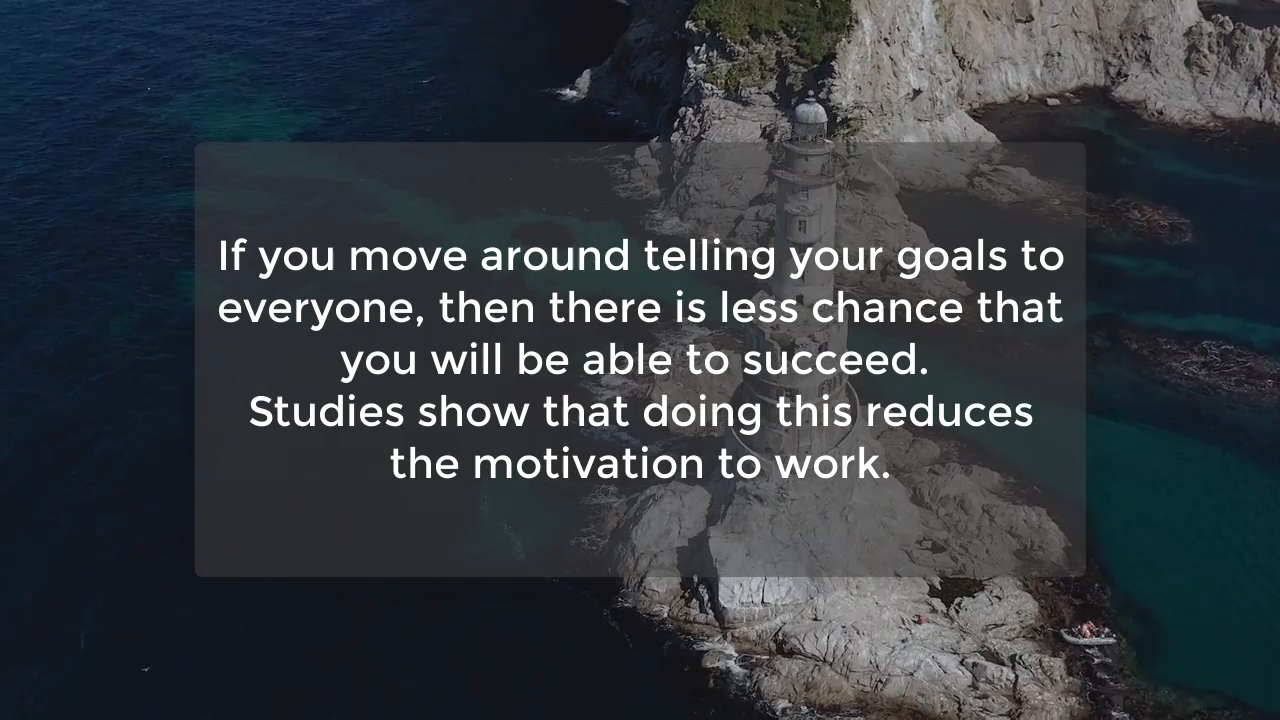 If you move around telling your goals to
everyone, then there is less chance that
you will be able to succeed.
Studies show that doing this reduces
the motivation to work.